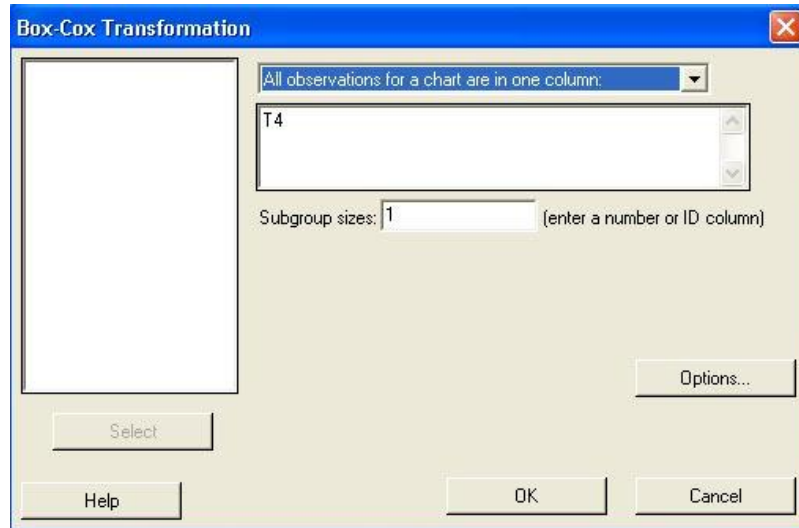 Box-Cox Transformation
All observations for a chart are in one column:
T4
Subgroup sizes: 1 (enter a number or ID column)
Options...
Select
Help OK Cancel